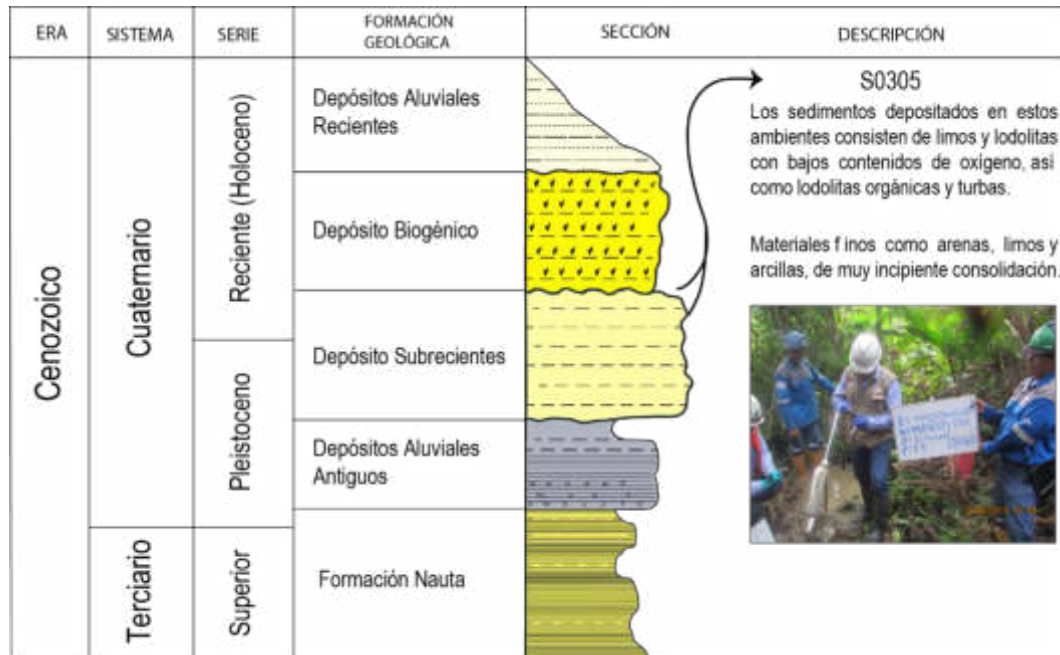 ERA
SISTEMA
SERIE
FORMACIÓN
GEOLÓGICA
SECCIÓN
DESCRIPCIÓN
Cenozoico
Cuaternario
Terciario
Reciente (Holoceno)
Pleistoceno
Superior
Depósitos Aluviales
Recientes
Depósito Biogénico
Depósito Subrecientes
Depósitos Aluviales
Antiguos
Formación Nauta
S0305
Los sedimentos depositados en estos
ambientes consisten de limos y lodolitas
con bajos contenidos de oxígeno, así
como lodolitas orgánicas y turbas.
Materiales finos como arenas, limos y
arcillas, de muy incipiente consolidación.